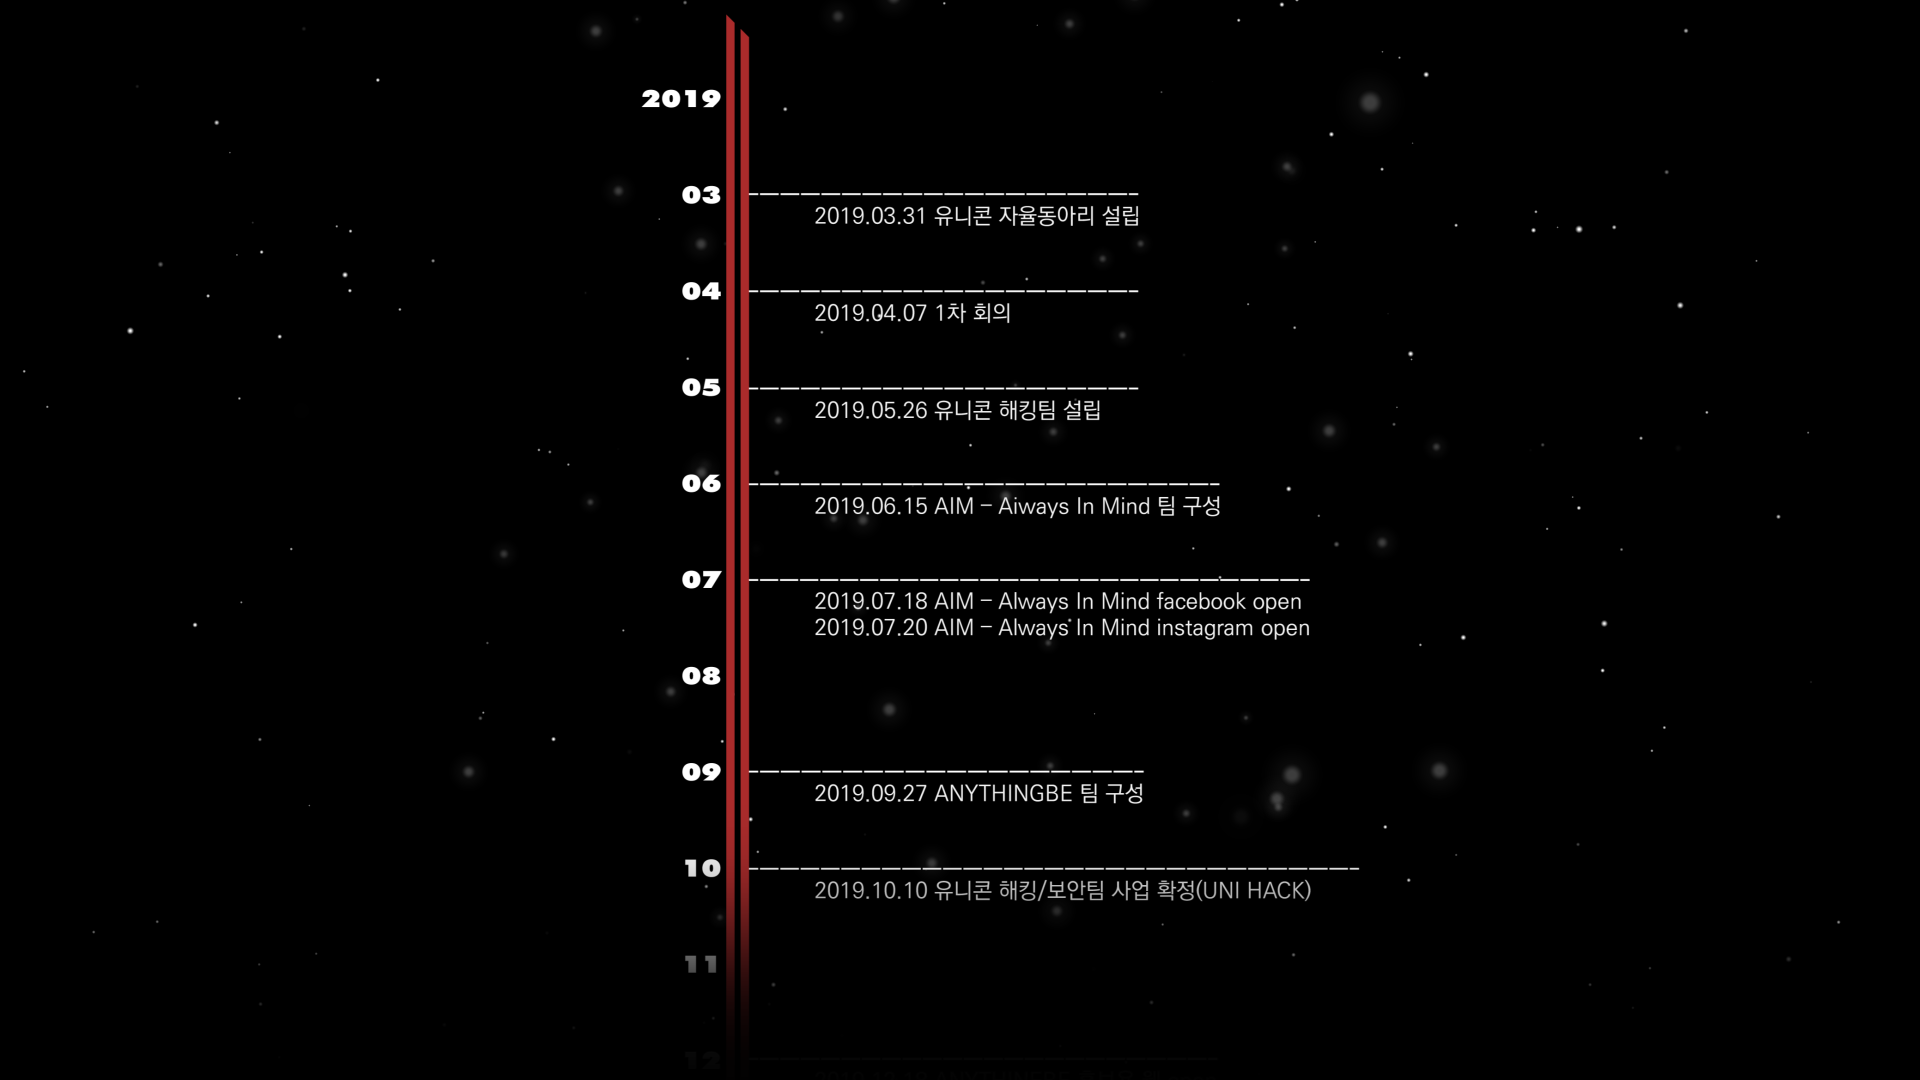 2019
03
2019.03.31 유니콘 자율동아리 설립
04
2019.04.07 1차 회의
05
2019.05.26 유니콘 해킹팀 설립
06
2019.06.15 AIM – Aiways In Mind 팀 구성
07
2019.07.18 AIM – Always In Mind facebook open
2019.07.20 AIM – Always In Mind instagram open
08
09
2019.09.27 ANYTHINGBE 팀 구성
10
2019.10.10 유니콘 해킹/보안팀 사업 확정(UNI HACK)
11
12